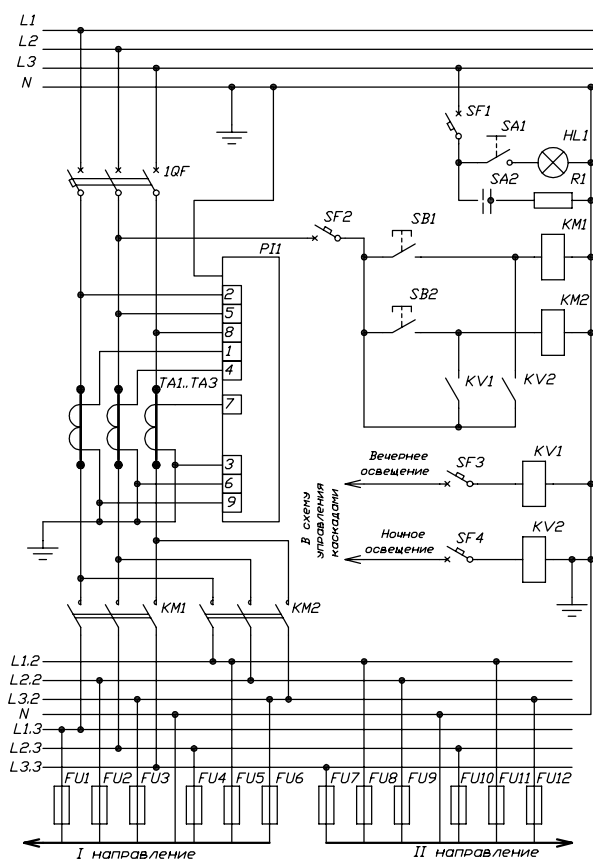 L1
L2
L3
N
SF1
SA1
HL1
SA2
R1
1QF
SF2
SB1
KM1
PI1
2
5
8
1
4
7
3
6
9
SB2
KM2
TA1..TA3
KV1
KV2
Вечернее
освещение
SF3
KV1
В схему
управления
каскадами
Ночное
освещение
SF4
KV2
KM1
KM2
L1.2
L2.2
L3.2
N
L1.3
L2.3
L3.3
FU1
FU2
FU3
FU4
FU5
FU6
FU7
FU8
FU9
FU10
FU11
FU12
I направление
II направление